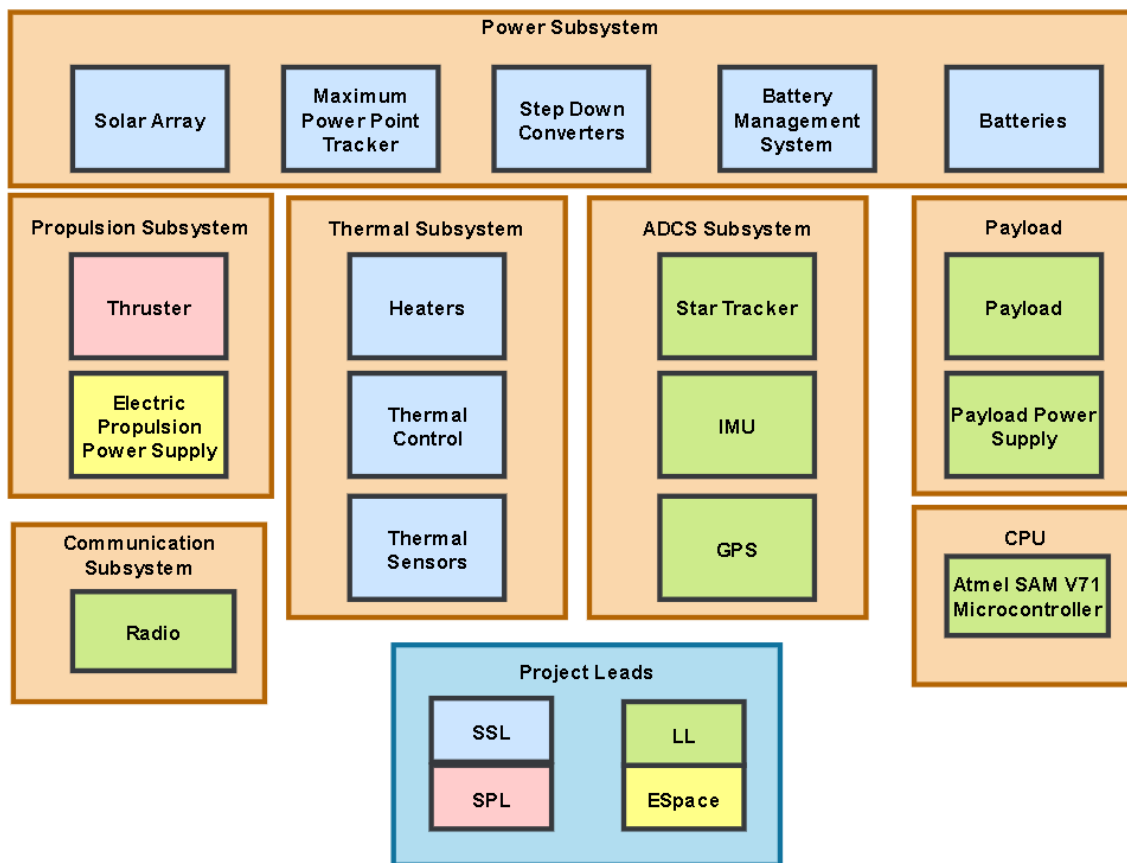 Power Subsystem
Solar Array
Maximum
Power Point
Tracker
Step Down
Converters
Battery
Management
System
Batteries
Propulsion Subsystem
Thruster
Electric
Propulsion
Power Supply
Thermal Subsystem
Heaters
Thermal
Control
Thermal
Sensors
ADCS Subsystem
Star Tracker
IMU
GPS
Payload
Payload
Payload Power
Supply
Communication
Subsystem
Radio
CPU
Atmel SAM V71
Microcontroller
Project Leads
SSL
LL
SPL
ESpace